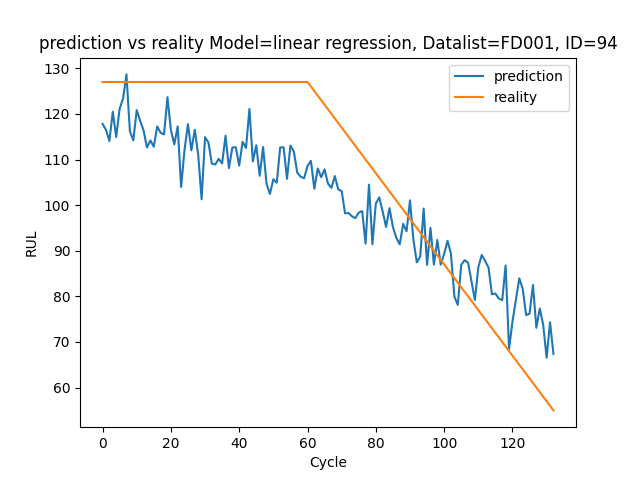 prediction vs reality Model=linear regression, Datalist=FD001, ID=94
prediction
reality
RUL
130
120
110
100
90
80
70
60
0 20 40 60 80 100 120
Cycle